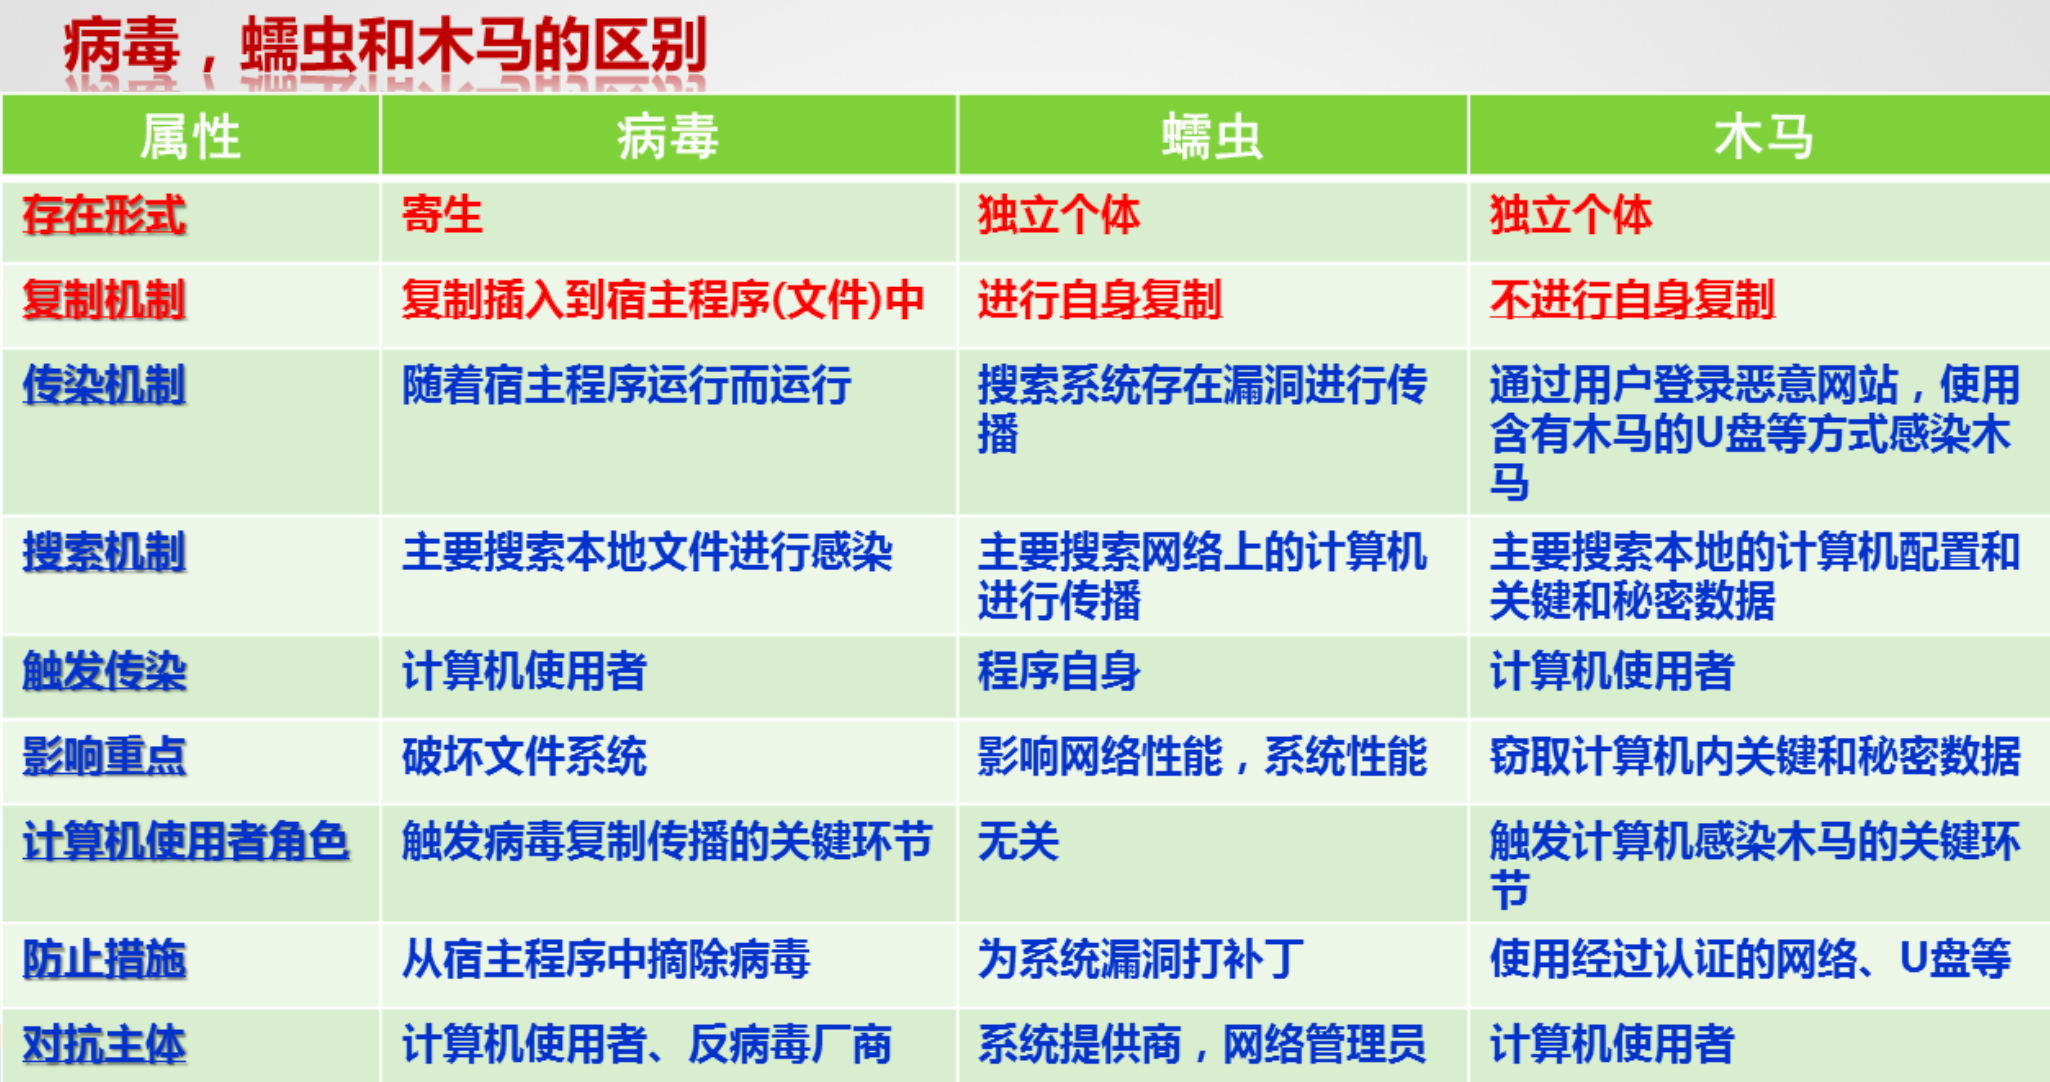 病毒，蠕虫和木马的区别
属性 病毒 蠕虫 木马
存在形式 寄生 独立个体 独立个体
复制机制 复制插入到宿主程序(文件)中 进行自身复制 不进行自身复制
传染机制 随着宿主程序运行而运行 搜索系统存在漏洞进行传 通过用户登录恶意网站，使用
播 含有木马的U盘等方式感染木
马
搜索机制 主要搜索本地文件进行感染 主要搜索网络上的计算机 主要搜索本地的计算机配置和
进行传播 关键和秘密数据
触发传染 计算机使用者 程序自身 计算机使用者
影响重点 破坏文件系统 影响网络性能，系统性能 窃取计算机内关键和秘密数据
计算机使用者角色 触发病毒复制传播的关键环节 无关 触发计算机感染木马的关键环
节
防止措施 从宿主程序中摘除病毒 为系统漏洞打补丁 使用经过认证的网络、U盘等
对抗主体 计算机使用者、反病毒厂商 系统提供商，网络管理员 计算机使用者